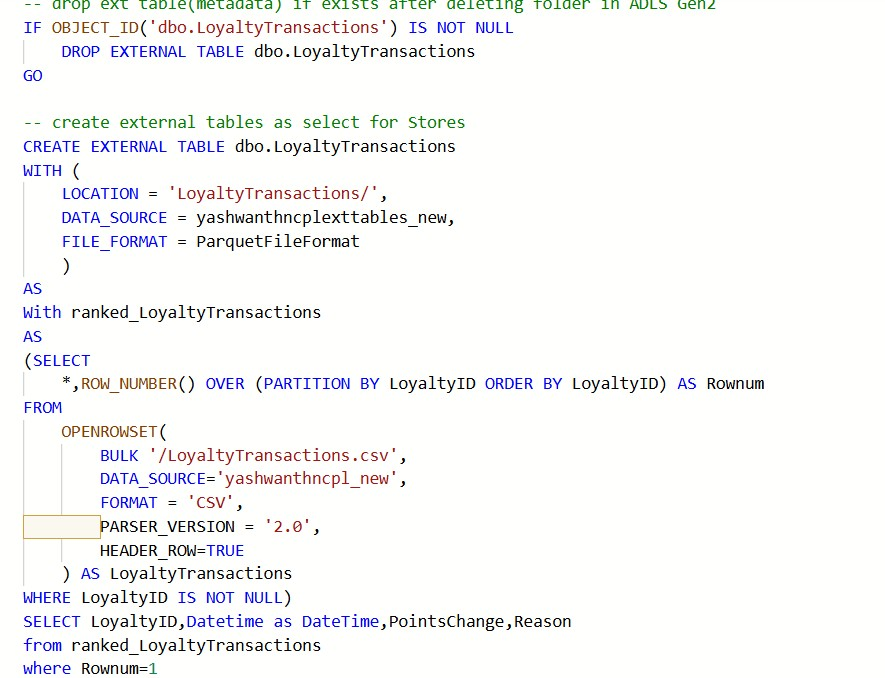 -- drop ext table(metadata) if exists after deleting folder in ADLS Gen2
IF OBJECT_ID('dbo.LoyaltyTransactions') IS NOT NULL
    DROP EXTERNAL TABLE dbo.LoyaltyTransactions
GO

-- create external tables as select for Stores
CREATE EXTERNAL TABLE dbo.LoyaltyTransactions
WITH (
    LOCATION = 'LoyaltyTransactions/',
    DATA_SOURCE = yashwanthncplexttables_new,
    FILE_FORMAT = ParquetFileFormat
    )
AS
With ranked_LoyaltyTransactions
AS
(SELECT
    *,ROW_NUMBER() OVER (PARTITION BY LoyaltyID ORDER BY LoyaltyID) AS Rownum
FROM
    OPENROWSET(
        BULK '/LoyaltyTransactions.csv',
        DATA_SOURCE='yashwanthncpl_new',
        FORMAT = 'CSV',
        PARSER_VERSION = '2.0',
        HEADER_ROW=TRUE
    ) AS LoyaltyTransactions
WHERE LoyaltyID IS NOT NULL)
SELECT LoyaltyID,Datetime as DateTime,PointsChange,Reason
from ranked_LoyaltyTransactions
where Rownum=1